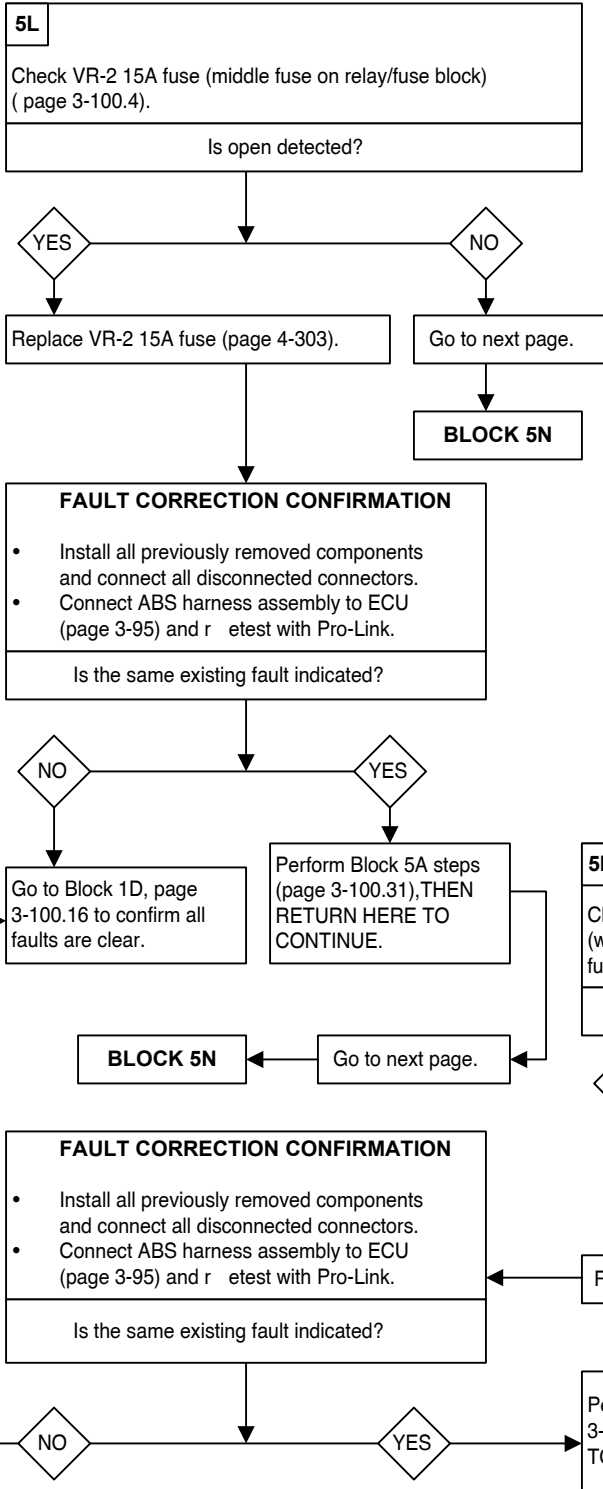 5L
Check VR-2 15A fuse (middle fuse on relay/fuse block)
( page 3-100.4).
Is open detected?
YES
NO
Replace VR-2 15A fuse (page 4-303).
Go to next page.
BLOCK 5N
FAULT CORRECTION CONFIRMATION
• Install all previously removed components
and connect all disconnected connectors.
• Connect ABS harness assembly to ECU
(page 3-95) and r etest with Pro-Link.
Is the same existing fault indicated?
NO
YES
Go to Block 1D, page
3-100.16 to confirm all
faults are clear.
Perform Block 5A steps
(page 3-100.31),THEN
RETURN HERE TO
CONTINUE.
BLOCK 5N
Go to next page.
FAULT CORRECTION CONFIRMATION
• Install all previously removed components
and connect all disconnected connectors.
• Connect ABS harness assembly to ECU
(page 3-95) and r etest with Pro-Link.
Is the same existing fault indicated?
NO
YES